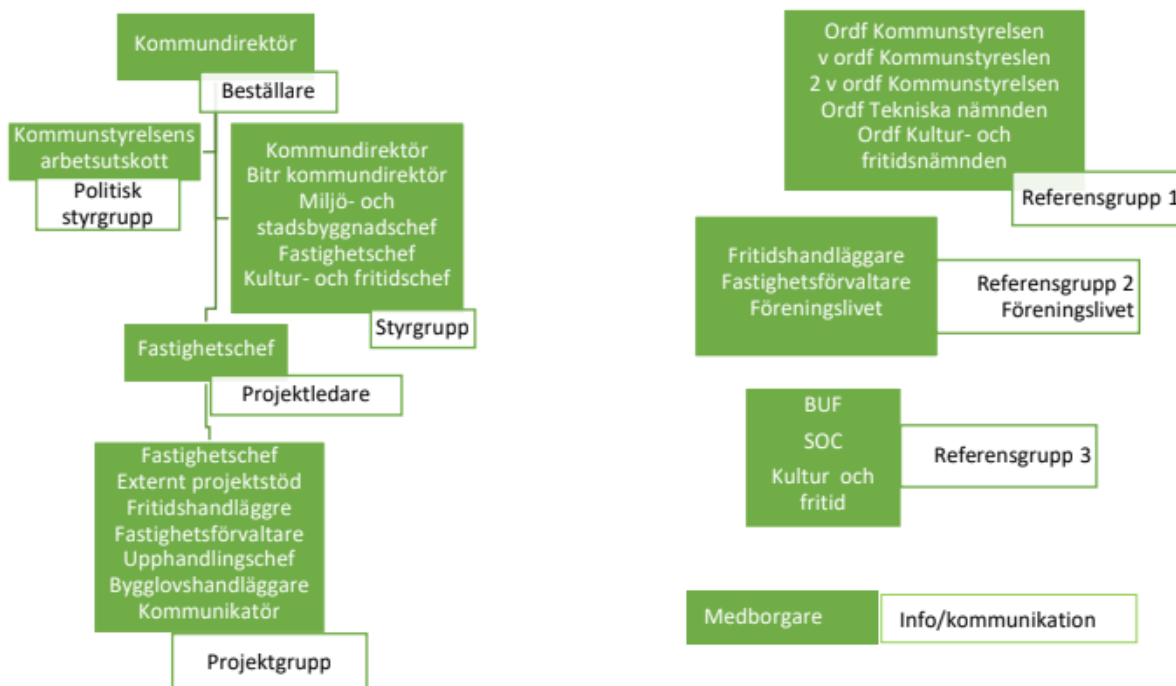 Kommundirektör
Beställare
Kommunstyrelsens
arbetsutskott
Politisk
styrgrupp
Kommundirektör
Bitr kommundirektör
Miljö- och
stadsbyggnadschef
Fastighetschef
Kultur- och fritidschef
Styrgrupp
Fastighetschef
Projektledare
Fastighetschef
Externt projektstöd
Fritidshandläggre
Fastighetsförvaltare
Upphandlingschef
Bygglovshandläggare
Kommunikatör
Projektgrupp
Ordf Kommunstyrelsen
v ordf Kommunstyreslen
2 v ordf Kommunstyrelsen
Ordf Tekniska nämnden
Ordf Kultur- och
fritidsnämnden
Referensgrupp 1
Fritidshandläggare
Fastighetsförvaltare
Föreningslivet
Referensgrupp 2
Föreningslivet
BUF
SOC
Kultur och
fritid
Referensgrupp 3
Medborgare
Info/kommunikation